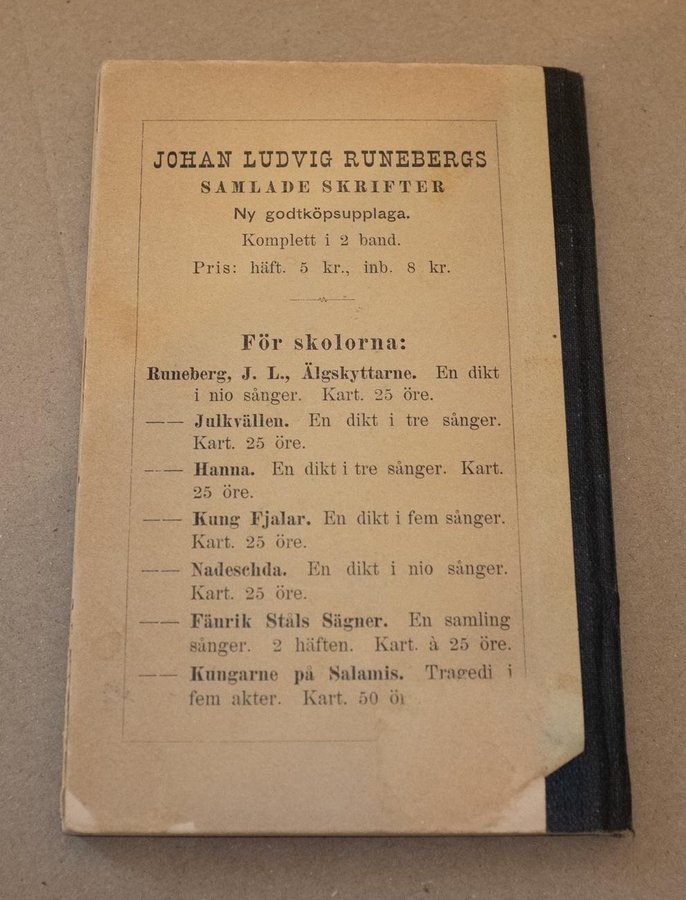 JOHAN LUDVIG RUNEBERGS
SAMLADE SKRIFTER
Ny godtköpsupplaga.
Komplett i 2 band.
Pris: häft. 5 kr., inb. 8 kr.
För skolorna:
Runeberg, J. L., Älgskyttarne. En dikt
i nio sånger. Kart. 25 öre.
—— Julkvällen. En dikt i tre sånger.
Kart. 25 öre.
—— Hanna. En dikt i tre sånger. Kart.
25 öre.
—— Kung Fjalar. En dikt i fem sånger.
Kart. 25 öre.
—— Nadeschda. En dikt i nio sånger.
Kart. 25 öre.
—— Fänrik Ståls Sägner. En samling
sånger. 2 häften. Kart. à 25 öre.
—— Kungarne på Salamis. Tragedi i
fem akter. Kart. 50 ö